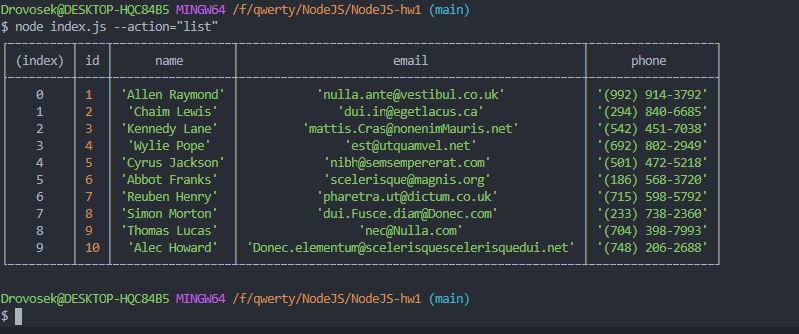 Drovosek@DESKTOP-HQC84B5 MINGW64 /f/qwerty/NodeJS/NodeJS-hw1 (main)
$ node index.js --action="list"
(index) id name email phone
0 1 'Allen Raymond' 'nulla.ante@vestibul.co.uk' '(992) 914-3792'
1 2 'Chaim Lewis' 'dui.in@egetlacus.ca' '(294) 840-6685'
2 3 'Kennedy Lane' 'mattis.Cras@nonenimMauris.net' '(542) 451-7038'
3 4 'Wylie Pope' 'est@utquamvel.net' '(692) 802-2949'
4 5 'Cyrus Jackson' 'nibh@semsempererat.com' '(501) 472-5218'
5 6 'Abbot Franks' 'scelerisque@magnis.org' '(186) 568-3720'
6 7 'Reuben Henry' 'pharetra.ut@dictum.co.uk' '(715) 598-5792'
7 8 'Simon Morton' 'dui.Fusce.diam@Donec.com' '(233) 738-2360'
8 9 'Thomas Lucas' 'nec@Nulla.com' '(704) 398-7993'
9 10 'Alec Howard' 'Donec.elementum@scelerisquescelerisquedui.net' '(748) 206-2688'
Drovosek@DESKTOP-HQC84B5 MINGW64 /f/qwerty/NodeJS/NodeJS-hw1 (main)
$